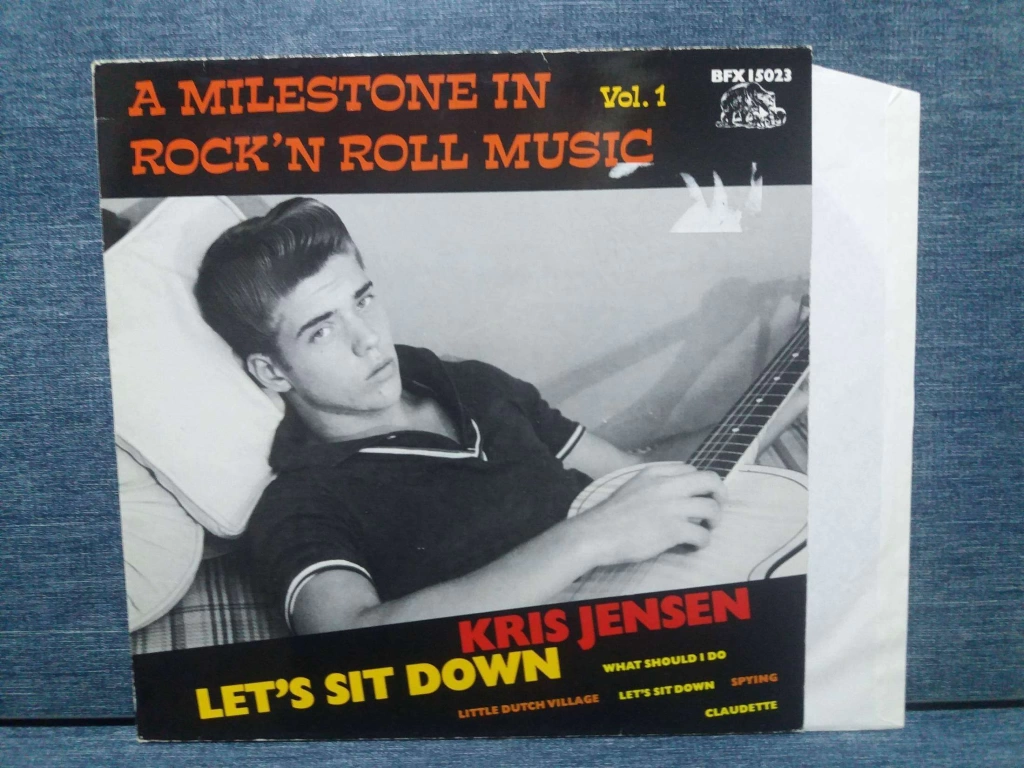 A MILESTONE IN
Vol. 1
BFX 15023
ROCK'N ROLL MUSIC
KRIS JENSEN
LET'S SIT DOWN
WHAT SHOULD I DO
LITTLE DUTCH VILLAGE
LET'S SIT DOWN
SPYING
CLAUDETTE